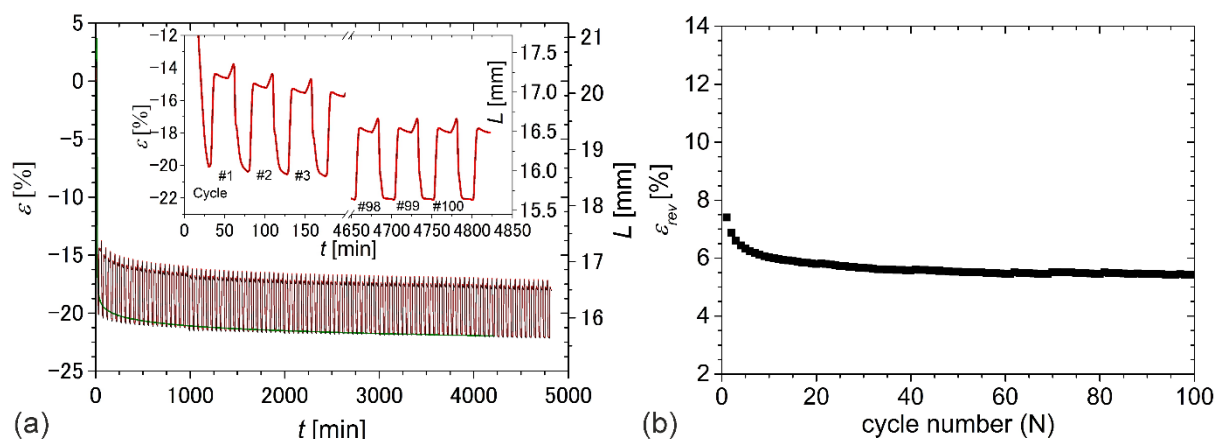 5
0
−5
−10
−15
−20
−25
ε [%]
0 1000 2000 3000 4000 5000
t [min]
21
20
19
18
17
16
L [mm]
−12
−14
−16
−18
−20
−22
ε [%]
17.5
17.0
16.5
16.0
15.5
L [mm]
#1 #2 #3
#98 #99 #100
Cycle
0 50 100 150 4650 4700 4750 4800 4850
t [min]
(a)
14
12
10
8
6
4
2
εrev [%]
0 20 40 60 80 100
cycle number (N)
(b)